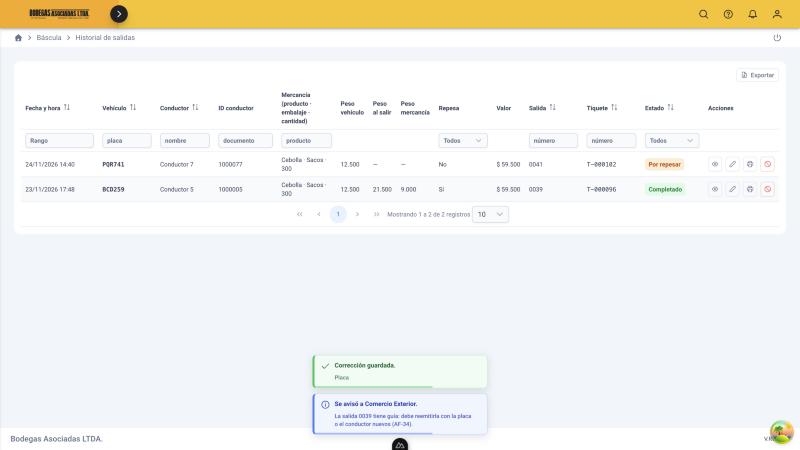 BODEGAS ASOCIADAS LTDA.
Báscula
Historial de salidas
Exportar
Fecha y hora
Vehículo
Conductor
ID conductor
Mercancía
(producto ·
embalaje ·
cantidad)
Peso
vehículo
Peso
al salir
Peso
mercancía
Repesa
Valor
Salida
Tiquete
Estado
Acciones
Rango
placa
nombre
documento
producto
Todos
número
número
Todos
24/11/2026 14:40
PQR741
Conductor 7
1000077
Cebolla · Sacos ·
300
12.500
—
—
No
$ 59.500
0041
T-000102
Por repesar
23/11/2026 17:48
BCD259
Conductor 5
1000005
Cebolla · Sacos ·
300
12.500
21.500
9.000
Sí
$ 59.500
0039
T-000096
Completado
1
Mostrando 1 a 2 de 2 registros
10
Corrección guardada.
Placa
Se avisó a Comercio Exterior.
La salida 0039 tiene guía: debe reemitirla con la placa
o el conductor nuevos (AF-34).
Bodegas Asociadas LTDA.